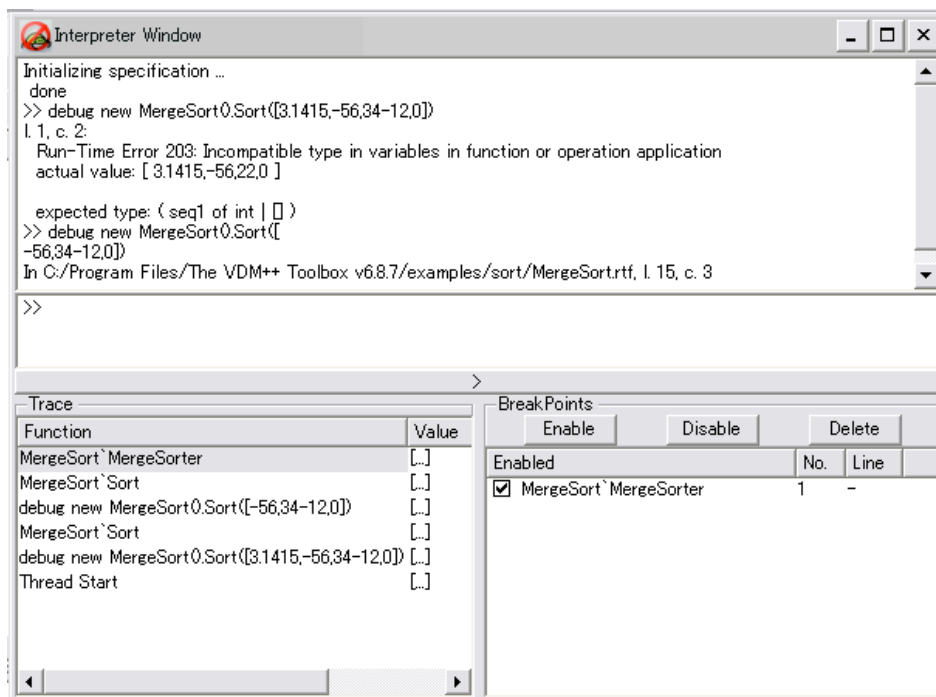 Interpreter Window
Initializing specification ...
done
>> debug new MergeSort().Sort([3.1415,-56,34-12,0])
l. 1, c. 2:
Run-Time Error 203: Incompatible type in variables in function or operation application
actual value: [ 3.1415,-56,22,0 ]
expected type: ( seq1 of int | [] )
>> debug new MergeSort().Sort([
-56,34-12,0])
In C:/Program Files/The VDM++ Toolbox v6.8.7/examples/sort/MergeSort.rtf, l. 15, c. 3
>>
>
Trace
Function Value
MergeSort`MergeSorter [...]
MergeSort`Sort [...]
debug new MergeSort().Sort([-56,34-12,0]) [...]
MergeSort`Sort [...]
debug new MergeSort().Sort([3.1415,-56,34-12,0]) [...]
Thread Start [...]
BreakPoints
Enable Disable Delete
Enabled No. Line
MergeSort`MergeSorter 1 -